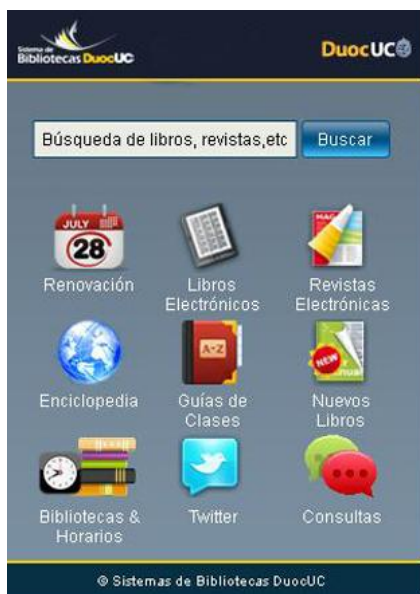 Sistema de
Bibliotecas DuocUC
DuocUC
Búsqueda de libros, revistas,etc
Buscar
JULY
28
MAG
A-Z
NEW
Renovación
Libros
Electrónicos
Revistas
Electrónicas
Enciclopedia
Guías de
Clases
Nuevos
Libros
Bibliotecas &
Horarios
Twitter
Consultas
© Sistemas de Bibliotecas DuocUC